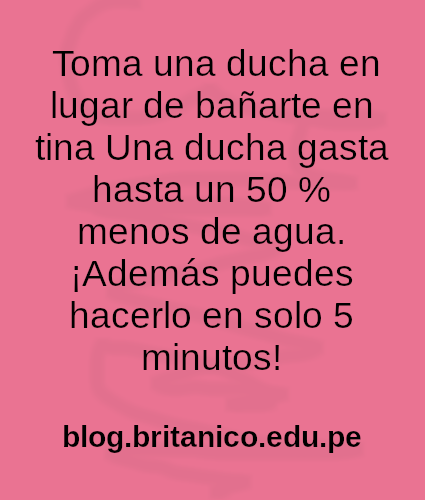 Toma una ducha en
lugar de bañarte en
tina Una ducha gasta
hasta un 50 %
menos de agua.
¡Además puedes
hacerlo en solo 5
minutos!
blog.britanico.edu.pe